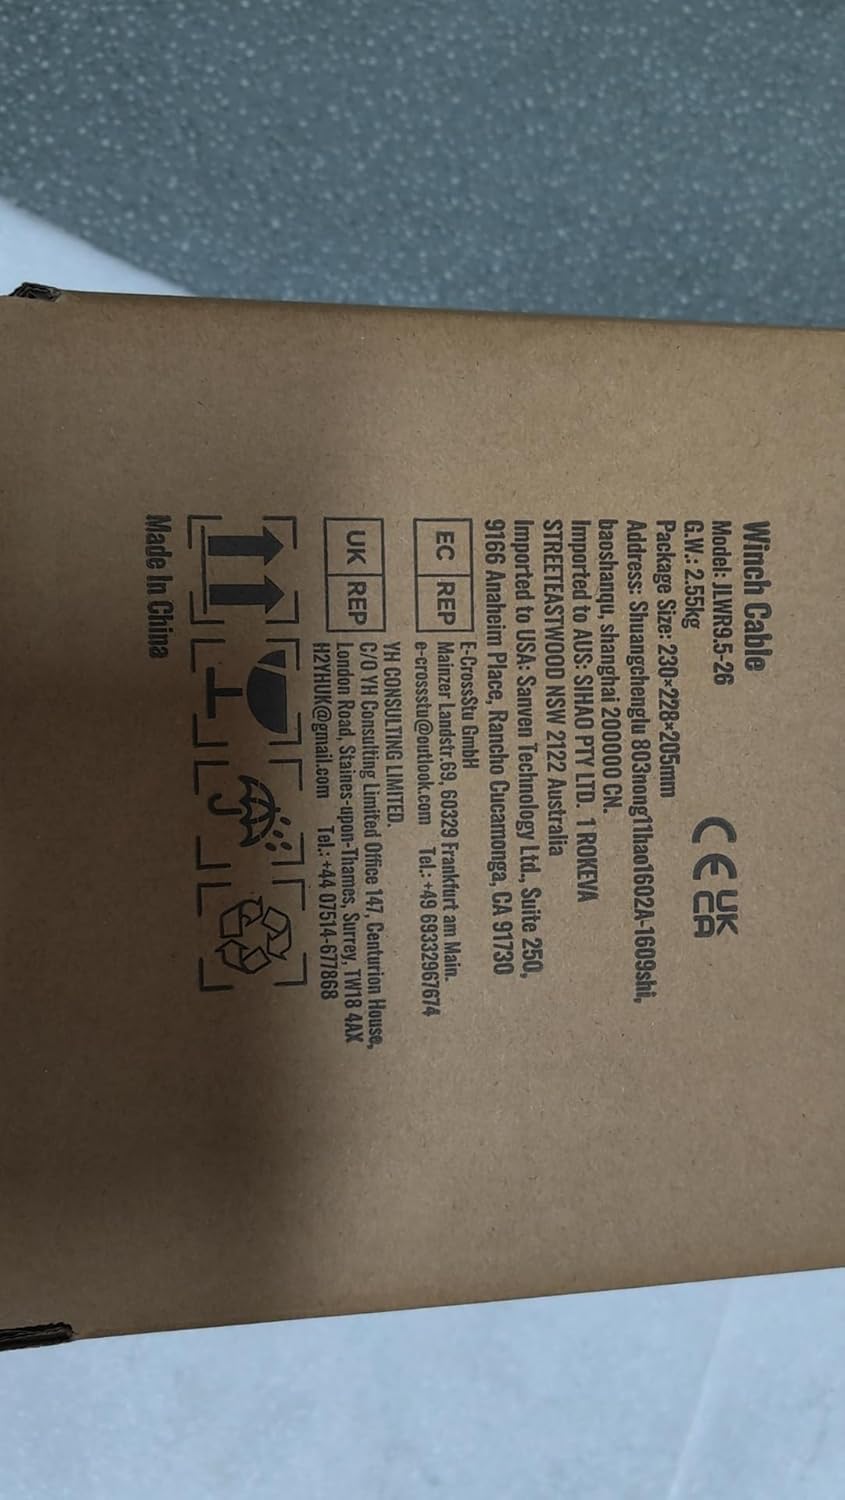 Winch Cable
Model: JLWR9.5-26
G.W.: 2.55kg
Package Size: 230×228×205mm
Address: Shuangchenglu 803nong11hao1602A-1609shi,
baoshanqu, shanghai 200000 CN.
Imported to AUS: SIHAO PTY LTD. 1 ROKEVA
STREETEASTWOOD NSW 2122 Australia
Imported to USA: Sanven Technology Ltd., Suite 250,
9166 Anaheim Place, Rancho Cucamonga, CA 91730
CE UK CA
EC REP
E-CrossStu GmbH
Mainzer Landstr.69, 60329 Frankfurt am Main.
e-crossstu@outlook.com Tel.: +49 69332967674
UK REP
YH CONSULTING LIMITED.
C/O YH Consulting Limited Office 147, Centurion House,
London Road, Staines-upon-Thames, Surrey, TW18 4AX
H2YHUK@gmail.com Tel.: +44 07514-677868
Made In China